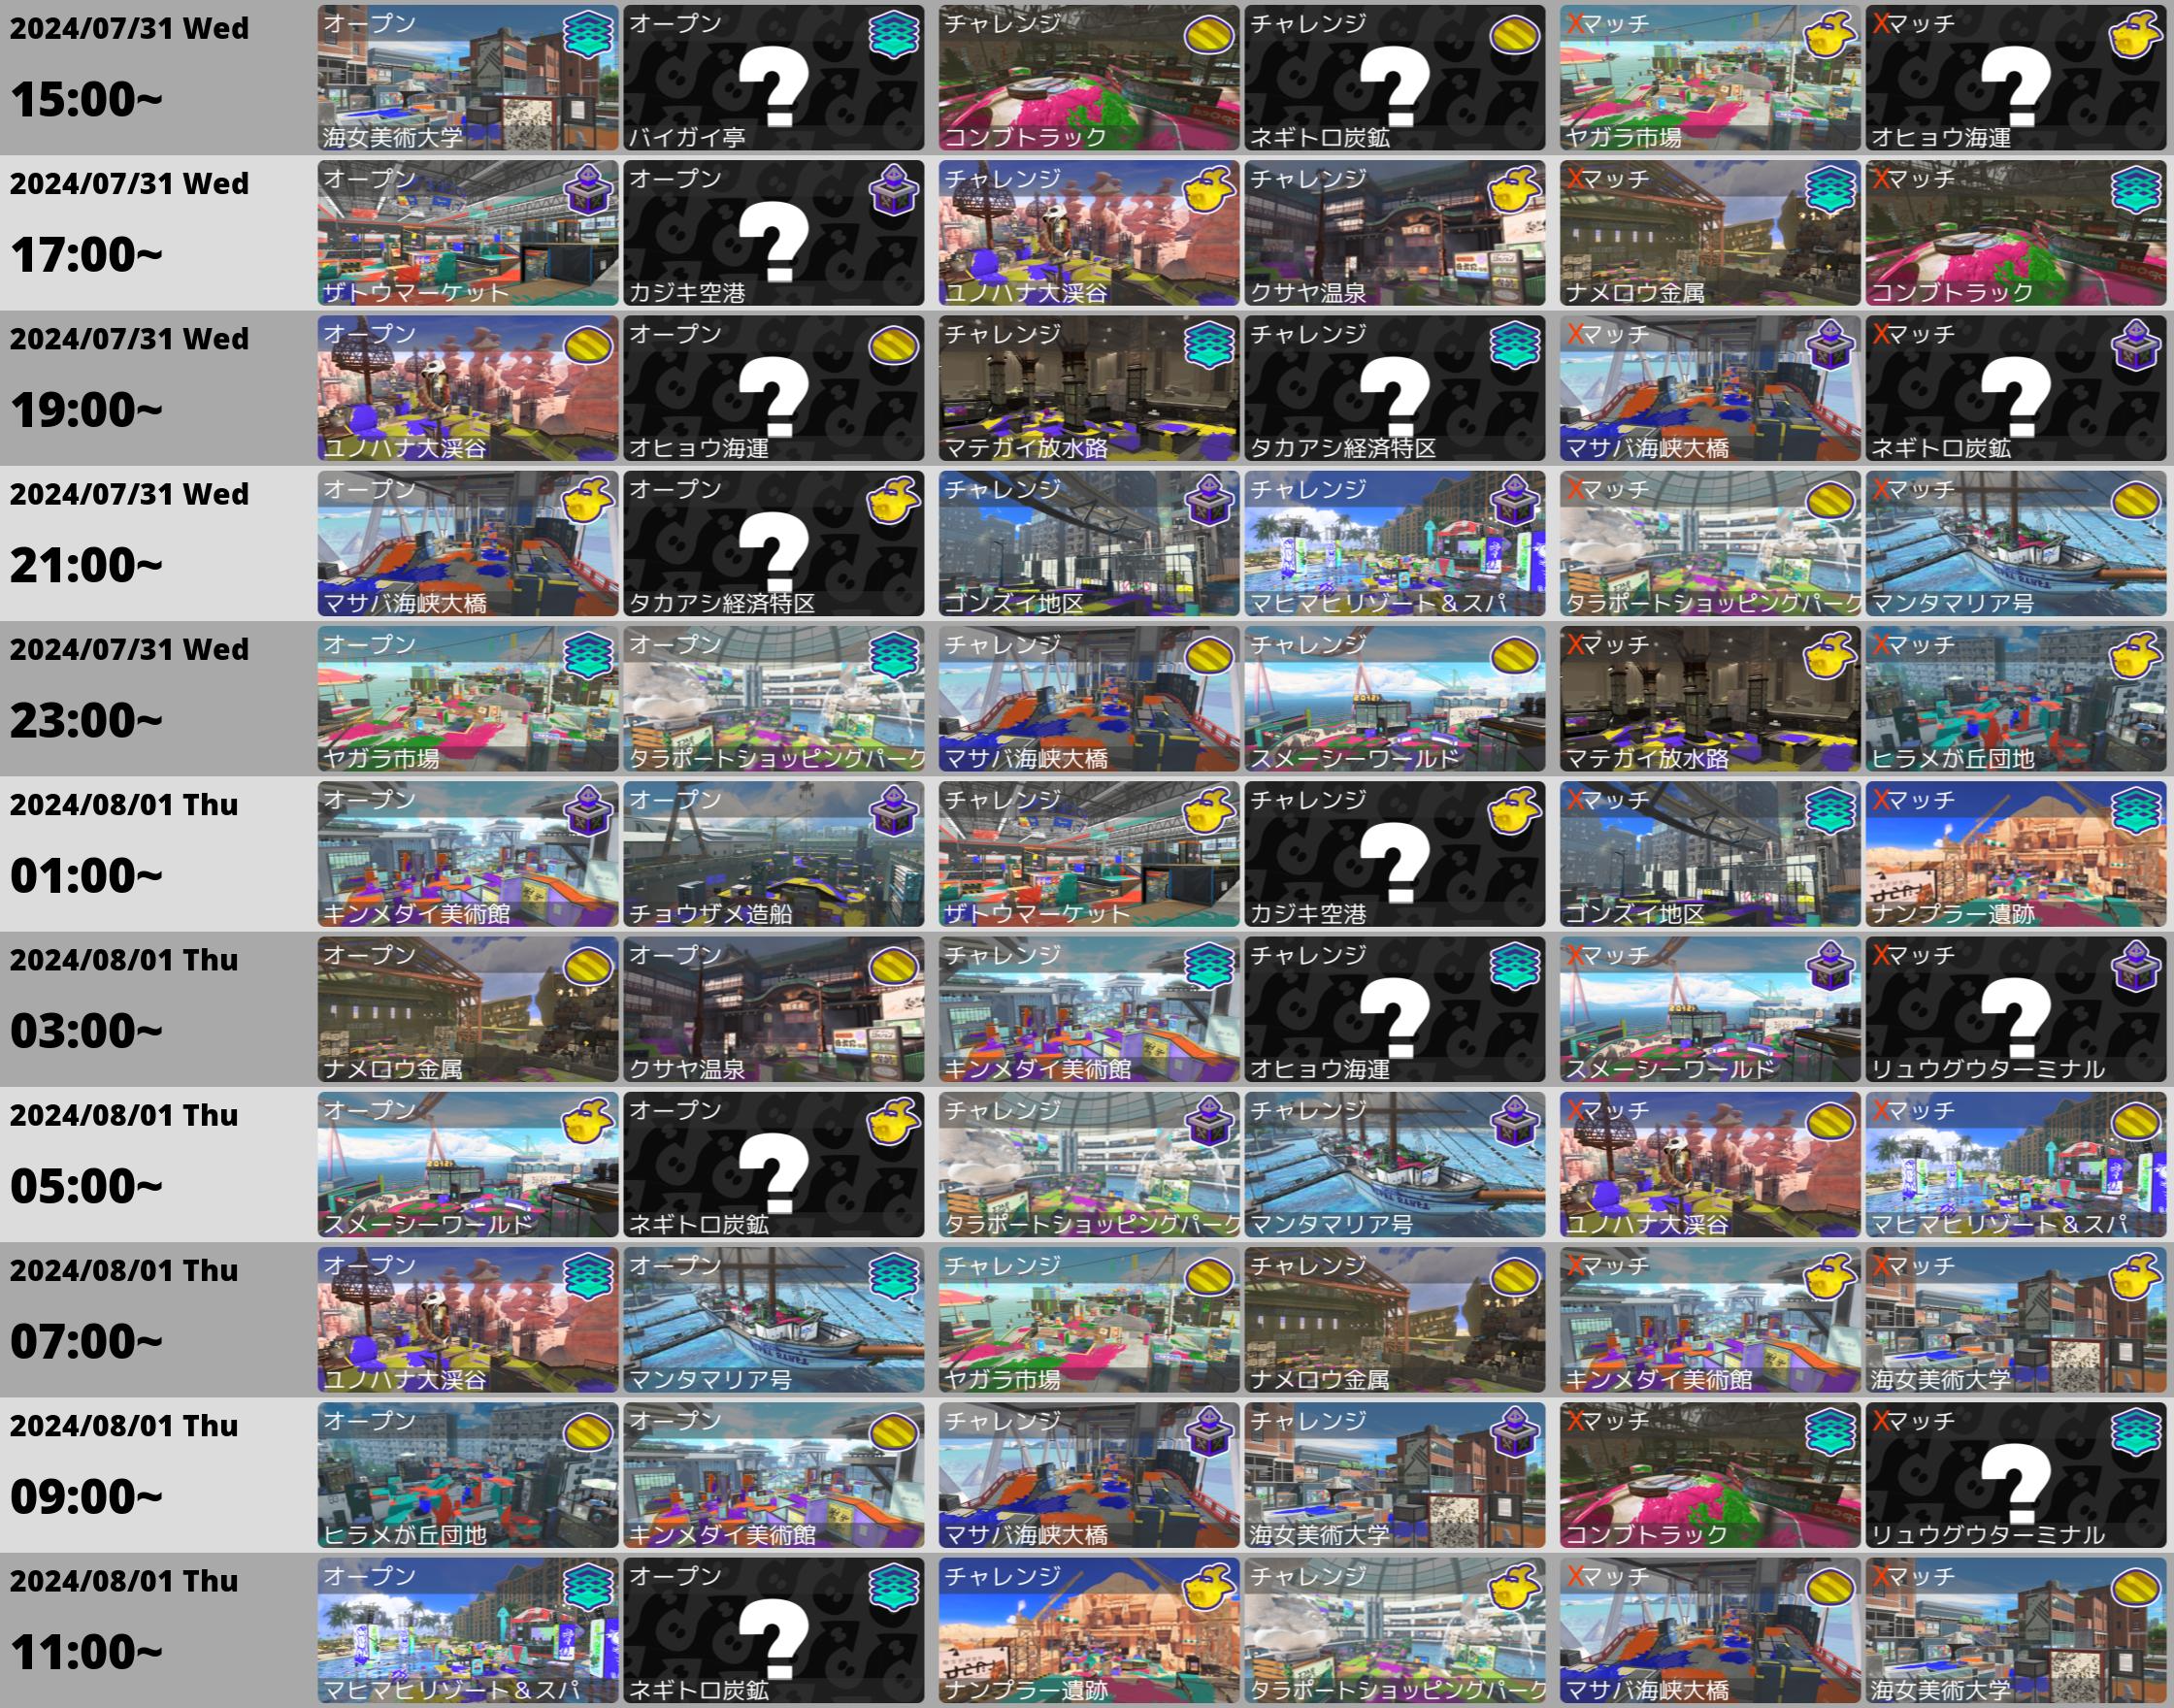 2024/07/31 Wed
15:00~
オープン
海女美術大学
オープン
バイガイ亭
チャレンジ
コンブトラック
チャレンジ
ネギトロ炭鉱
Xマッチ
ヤガラ市場
Xマッチ
オヒョウ海運
2024/07/31 Wed
17:00~
オープン
ザトウマーケット
オープン
カジキ空港
チャレンジ
ユノハナ大渓谷
チャレンジ
クサヤ温泉
Xマッチ
ナメロウ金属
Xマッチ
コンブトラック
2024/07/31 Wed
19:00~
オープン
ユノハナ大渓谷
オープン
オヒョウ海運
チャレンジ
マテガイ放水路
チャレンジ
タカアシ経済特区
Xマッチ
マサバ海峡大橋
Xマッチ
ネギトロ炭鉱
2024/07/31 Wed
21:00~
オープン
マサバ海峡大橋
オープン
タカアシ経済特区
チャレンジ
ゴンズイ地区
チャレンジ
マヒマヒリゾート&スパ
Xマッチ
タラポートショッピングパーク
Xマッチ
マンタマリア号
2024/07/31 Wed
23:00~
オープン
ヤガラ市場
オープン
タラポートショッピングパーク
チャレンジ
マサバ海峡大橋
チャレンジ
スメーシーワールド
Xマッチ
マテガイ放水路
Xマッチ
ヒラメが丘団地
2024/08/01 Thu
01:00~
オープン
キンメダイ美術館
オープン
チョウザメ造船
チャレンジ
ザトウマーケット
チャレンジ
カジキ空港
Xマッチ
ゴンズイ地区
Xマッチ
ナンプラー遺跡
2024/08/01 Thu
03:00~
オープン
ナメロウ金属
オープン
クサヤ温泉
チャレンジ
キンメダイ美術館
チャレンジ
オヒョウ海運
Xマッチ
スメーシーワールド
Xマッチ
リュウグウターミナル
2024/08/01 Thu
05:00~
オープン
スメーシーワールド
オープン
ネギトロ炭鉱
チャレンジ
タラポートショッピングパーク
チャレンジ
マンタマリア号
Xマッチ
ユノハナ大渓谷
Xマッチ
マヒマヒリゾート&スパ
2024/08/01 Thu
07:00~
オープン
ユノハナ大渓谷
オープン
マンタマリア号
チャレンジ
ヤガラ市場
チャレンジ
ナメロウ金属
Xマッチ
キンメダイ美術館
Xマッチ
海女美術大学
2024/08/01 Thu
09:00~
オープン
ヒラメが丘団地
オープン
キンメダイ美術館
チャレンジ
マサバ海峡大橋
チャレンジ
海女美術大学
Xマッチ
コンブトラック
Xマッチ
リュウグウターミナル
2024/08/01 Thu
11:00~
オープン
マヒマヒリゾート&スパ
オープン
ネギトロ炭鉱
チャレンジ
ナンプラー遺跡
チャレンジ
タラポートショッピングパーク
Xマッチ
マサバ海峡大橋
Xマッチ
海女美術大学